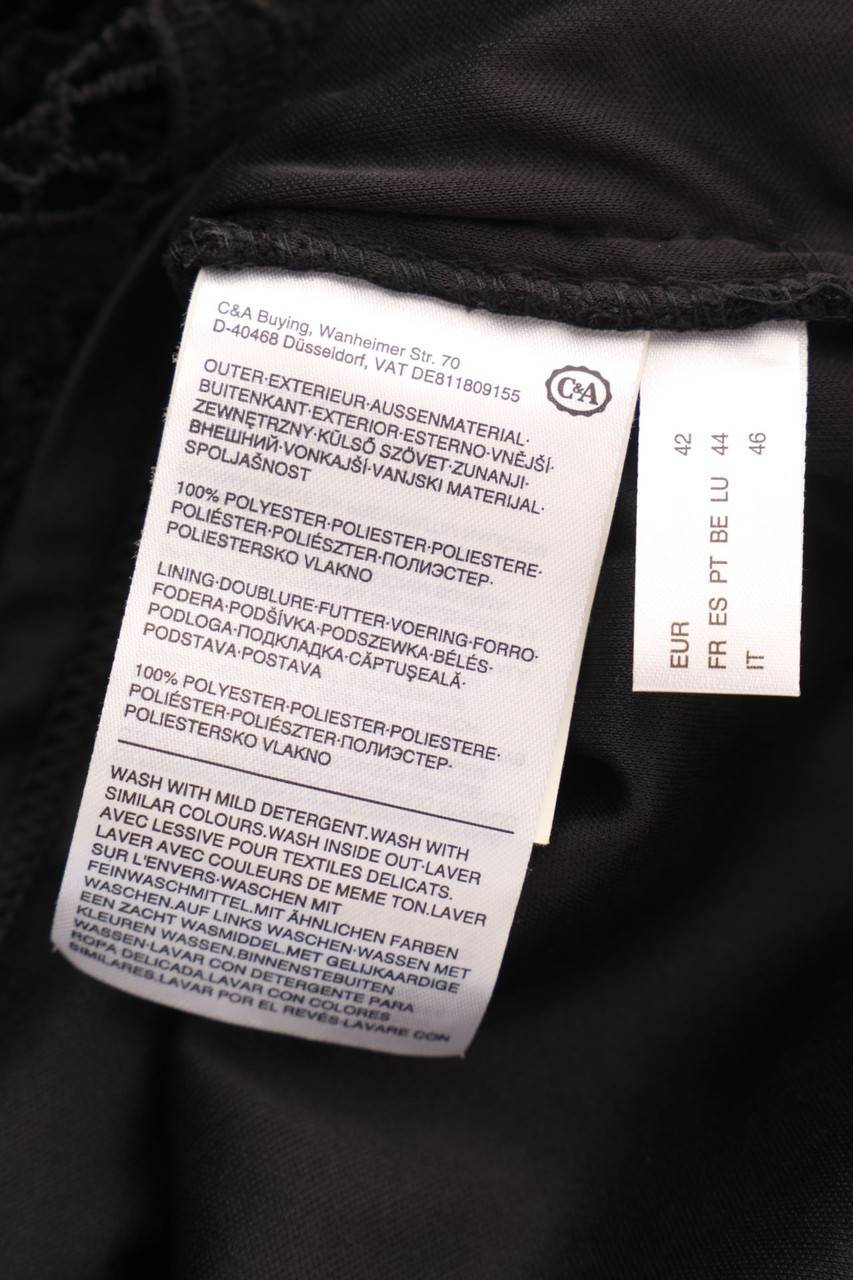 C&A Buying, Wanheimer Str. 70
D-40468 Düsseldorf, VAT DE811809155
C&A
OUTER·EXTERIEUR·AUSSENMATERIAL·
BUITENKANT·EXTERIOR·ESTERNO·VNĚJŠÍ·
ZEWNĘTRZNY·KÜLSŐ SZÖVET·ZUNANJI·
ВНЕШНИЙ·VONKAJŠÍ·VANJSKI MATERIJAL·
SPOLJAŠNOST
100% POLYESTER·POLIESTER·POLIESTERE·
POLIÉSTER·POLIÉSZTER·ПОЛИЭСТЕР·
POLIESTERSKO VLAKNO
LINING·DOUBLURE·FUTTER·VOERING·FORRO·
FODERA·PODŠÍVKA·PODSZEWKA·BÉLÉS·
PODLOGA·ПОДКЛАДКА·CĂPTUŞEALĂ·
PODSTAVA·POSTAVA
100% POLYESTER·POLIESTER·POLIESTERE·
POLIÉSTER·POLIÉSZTER·ПОЛИЭСТЕР·
POLIESTERSKO VLAKNO
WASH WITH MILD DETERGENT.WASH WITH
SIMILAR COLOURS.WASH INSIDE OUT·LAVER
AVEC LESSIVE POUR TEXTILES DELICATS.
LAVER AVEC COULEURS DE MEME TON.LAVER
SUR L'ENVERS·WASCHEN MIT
FEINWASCHMITTEL.MIT ÄHNLICHEN FARBEN
WASCHEN.AUF LINKS WASCHEN·WASSEN MET
EEN ZACHT WASMIDDEL.MET GELIJKAARDIGE
KLEUREN WASSEN.BINNENSTEBUITEN
WASSEN·LAVAR CON DETERGENTE PARA
ROPA DELICADA.LAVAR CON COLORES
SIMILARES.LAVAR POR EL REVÉS·LAVARE CON
EUR 42
FR ES PT BE LU 44
IT 46